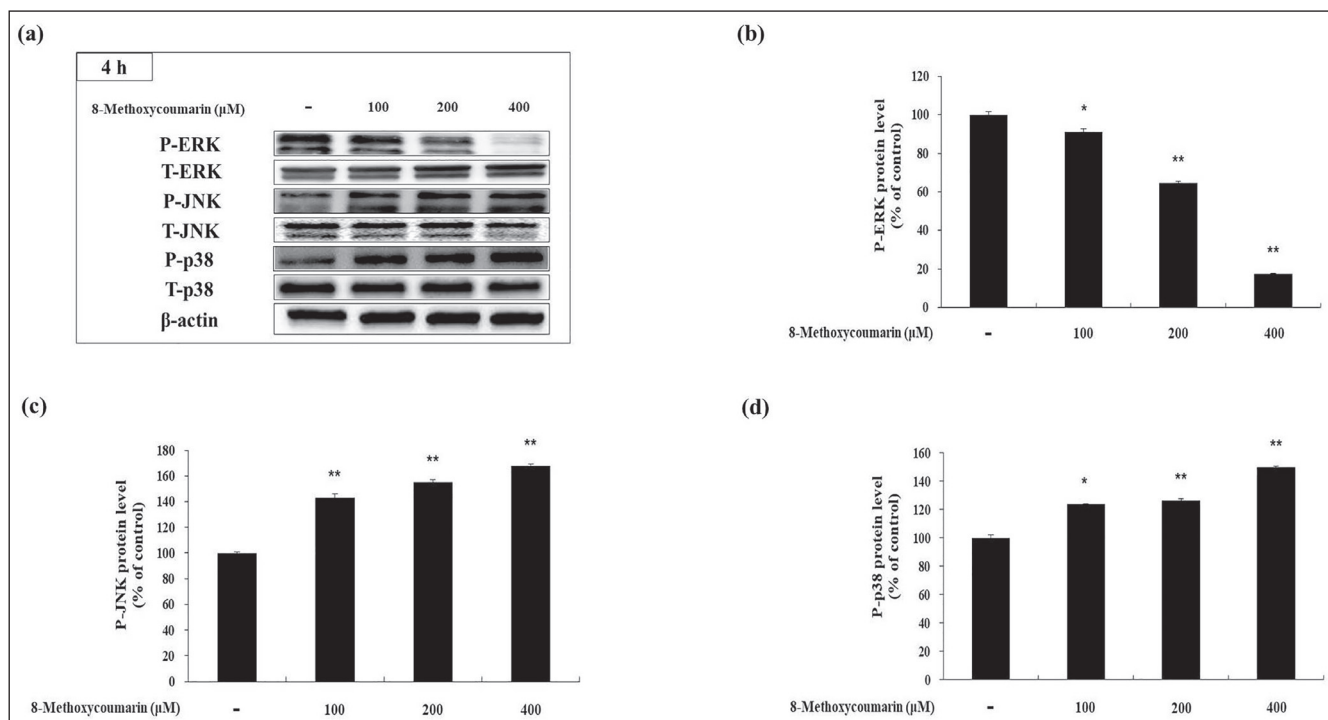 (a)
4 h
8-Methoxycoumarin (μM) - 100 200 400
P-ERK
T-ERK
P-JNK
T-JNK
P-p38
T-p38
β-actin
(b)
P-ERK protein level
(% of control)
120
100
80
60
40
20
0
*
**
**
8-Methoxycoumarin (μM) - 100 200 400
(c)
P-JNK protein level
(% of control)
180
160
140
120
100
80
60
40
20
0
**
**
**
8-Methoxycoumarin (μM) - 100 200 400
(d)
P-p38 protein level
(% of control)
160
140
120
100
80
60
40
20
0
*
**
**
8-Methoxycoumarin (μM) - 100 200 400